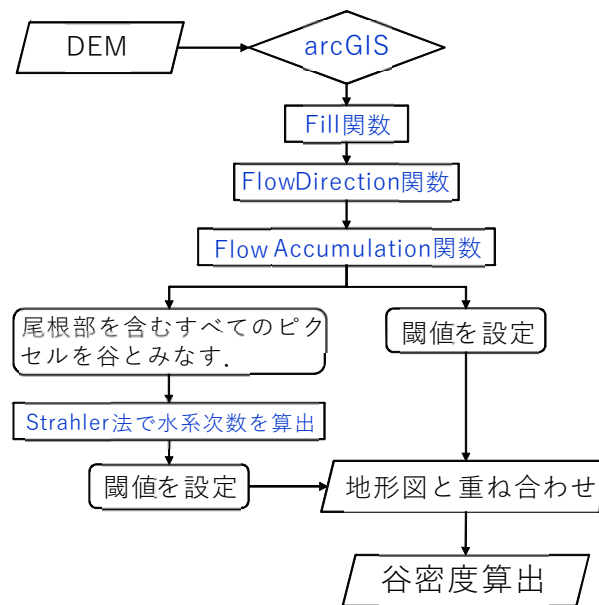 DEM
arcGIS
Fill関数
FlowDirection関数
Flow Accumulation関数
尾根部を含むすべてのピク
セルを谷とみなす.
閾値を設定
Strahler法で水系次数を算出
閾値を設定
地形図と重ね合わせ
谷密度算出